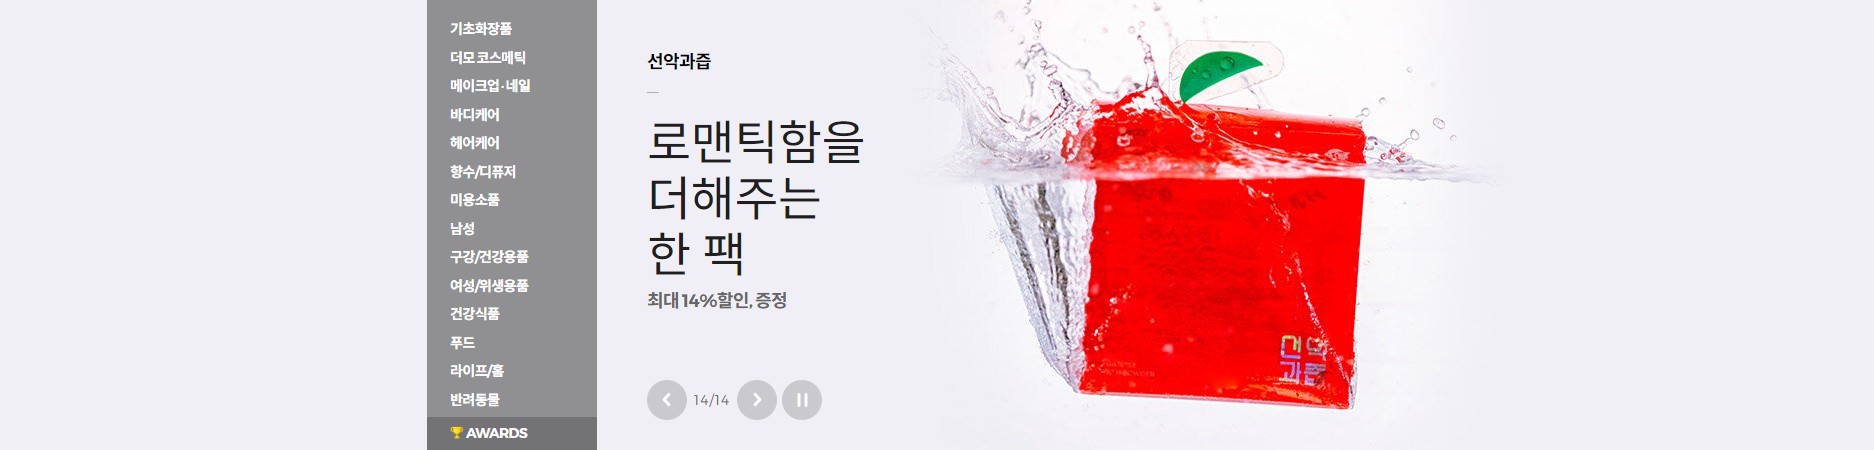 기초화장품
더모 코스메틱
메이크업·네일
바디케어
헤어케어
향수/디퓨저
미용소품
남성
구강/건강용품
여성/위생용품
건강식품
푸드
라이프/홈
반려동물
AWARDS
선악과즙
로맨틱함을
더해주는
한 팩
최대 14%할인, 증정
14/14
선악
과즙